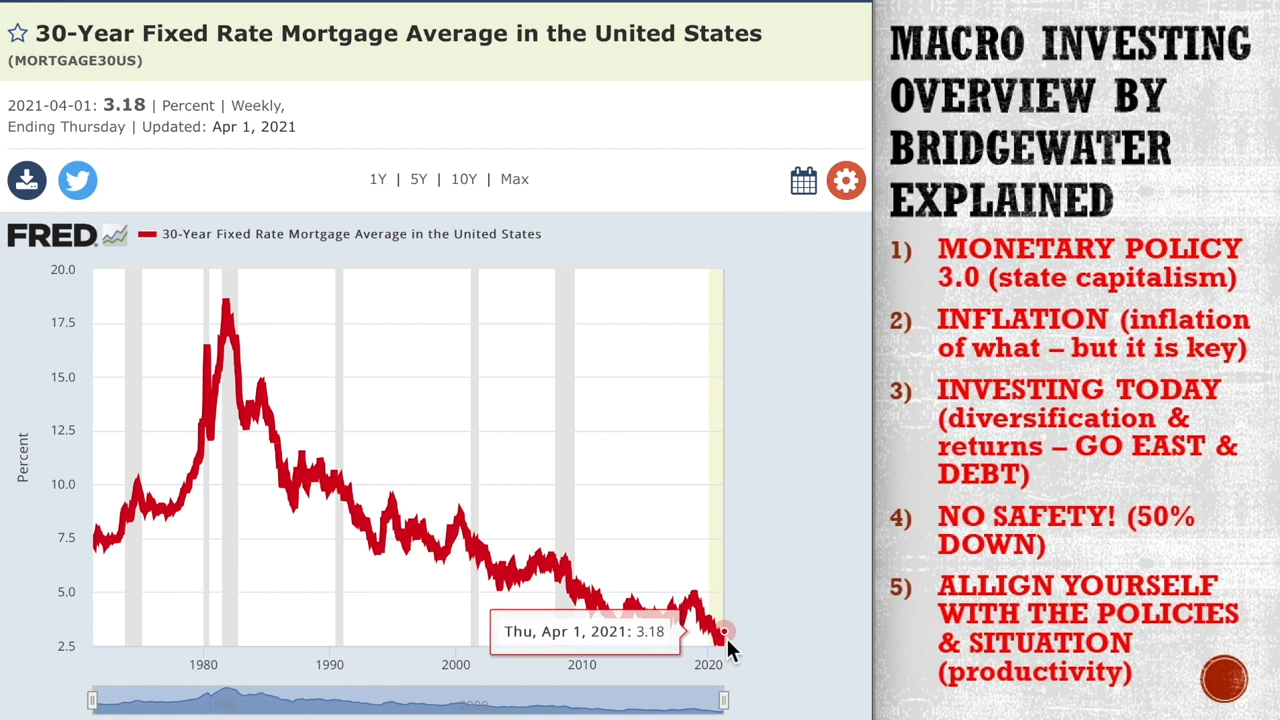 30-Year Fixed Rate Mortgage Average in the United States
(MORTGAGE30US)
2021-04-01: 3.18 | Percent | Weekly,
Ending Thursday | Updated: Apr 1, 2021
1Y | 5Y | 10Y | Max
FRED
30-Year Fixed Rate Mortgage Average in the United States
20.0
17.5
15.0
12.5
10.0
7.5
5.0
2.5
Percent
Thu, Apr 1, 2021: 3.18
1980
1990
2000
2010
2020
1980
2000
MACRO INVESTING
OVERVIEW BY
BRIDGEWATER
EXPLAINED
1) MONETARY POLICY
3.0 (state capitalism)
2) INFLATION (inflation
of what – but it is key)
3) INVESTING TODAY
(diversification &
returns – GO EAST &
DEBT)
4) NO SAFETY! (50%
DOWN)
5) ALLIGN YOURSELF
WITH THE POLICIES
& SITUATION
(productivity)